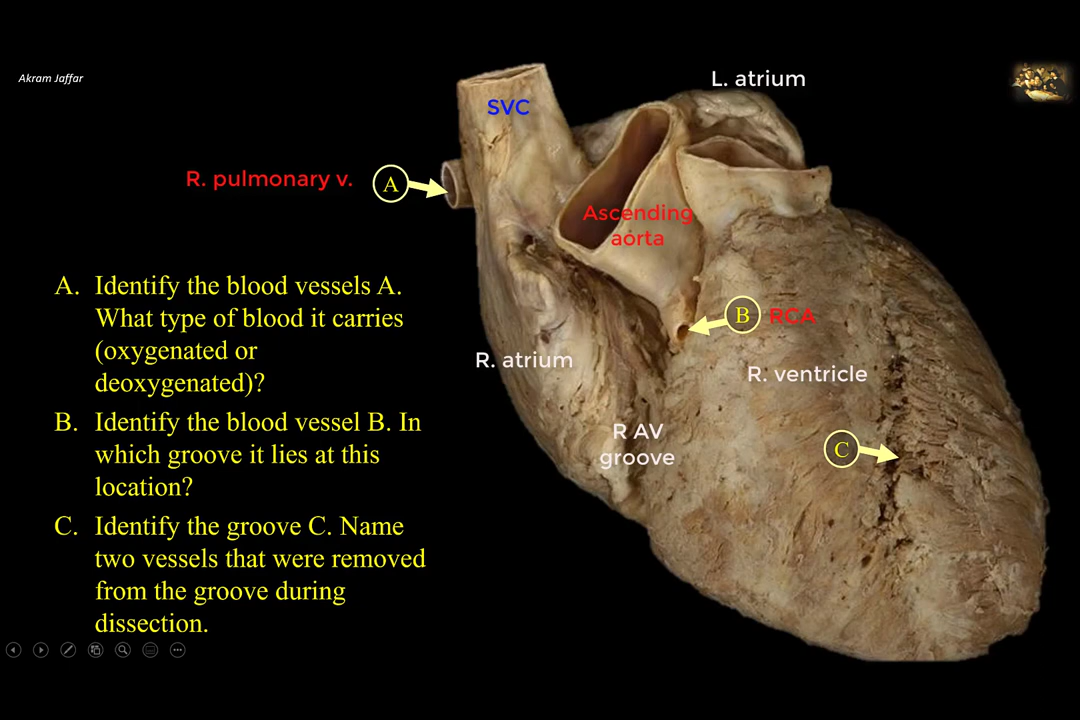 Akram Jaffar
L. atrium
SVC
R. pulmonary v.
A
Ascending
aorta
A. Identify the blood vessels A.
What type of blood it carries
(oxygenated or
deoxygenated)?
B. Identify the blood vessel B. In
which groove it lies at this
location?
C. Identify the groove C. Name
two vessels that were removed
from the groove during
dissection.
B
RCA
R. atrium
R. ventricle
R AV
groove
C